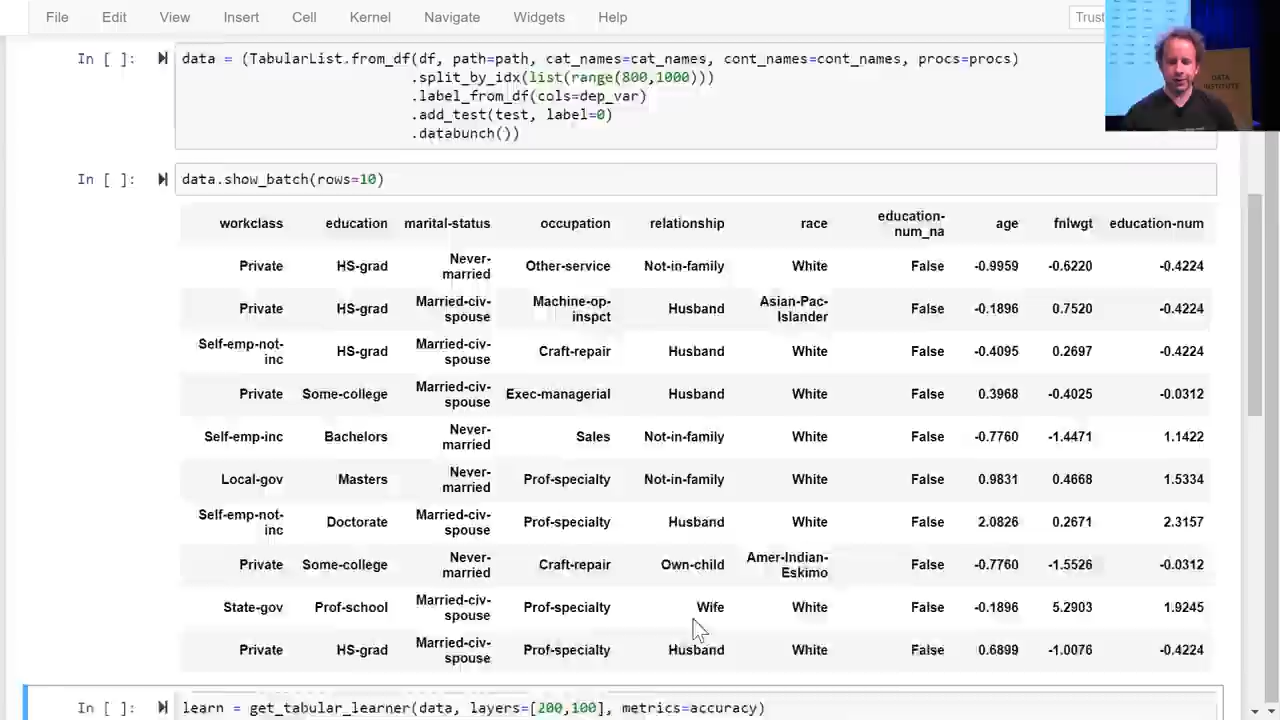 File Edit View Insert Cell Kernel Navigate Widgets Help Trust
In [ ]: data = (TabularList.from_df(df, path=path, cat_names=cat_names, cont_names=cont_names, procs=procs)
.split_by_idx(list(range(800,1000)))
.label_from_df(cols=dep_var)
.add_test(test, label=0)
.databunch())
DATA
INSTITUTE
In [ ]: data.show_batch(rows=10)
workclass education marital-status occupation relationship race education-num_na age fnlwgt education-num
Private HS-grad Never-married Other-service Not-in-family White False -0.9959 -0.6220 -0.4224
Private HS-grad Married-civ-spouse Machine-op-inspct Husband Asian-Pac-Islander False -0.1896 0.7520 -0.4224
Self-emp-not-inc HS-grad Married-civ-spouse Craft-repair Husband White False -0.4095 0.2697 -0.4224
Private Some-college Married-civ-spouse Exec-managerial Husband White False 0.3968 -0.4025 -0.0312
Self-emp-inc Bachelors Never-married Sales Not-in-family White False -0.7760 -1.4471 1.1422
Local-gov Masters Never-married Prof-specialty Not-in-family White False 0.9831 0.4668 1.5334
Self-emp-not-inc Doctorate Married-civ-spouse Prof-specialty Husband White False 2.0826 0.2671 2.3157
Private Some-college Never-married Craft-repair Own-child Amer-Indian-Eskimo False -0.7760 -1.5526 -0.0312
State-gov Prof-school Married-civ-spouse Prof-specialty Wife White False -0.1896 5.2903 1.9245
Private HS-grad Married-civ-spouse Prof-specialty Husband White False 0.6899 -1.0076 -0.4224
In [ ]: learn = get_tabular_learner(data, layers=[200,100], metrics=accuracy)